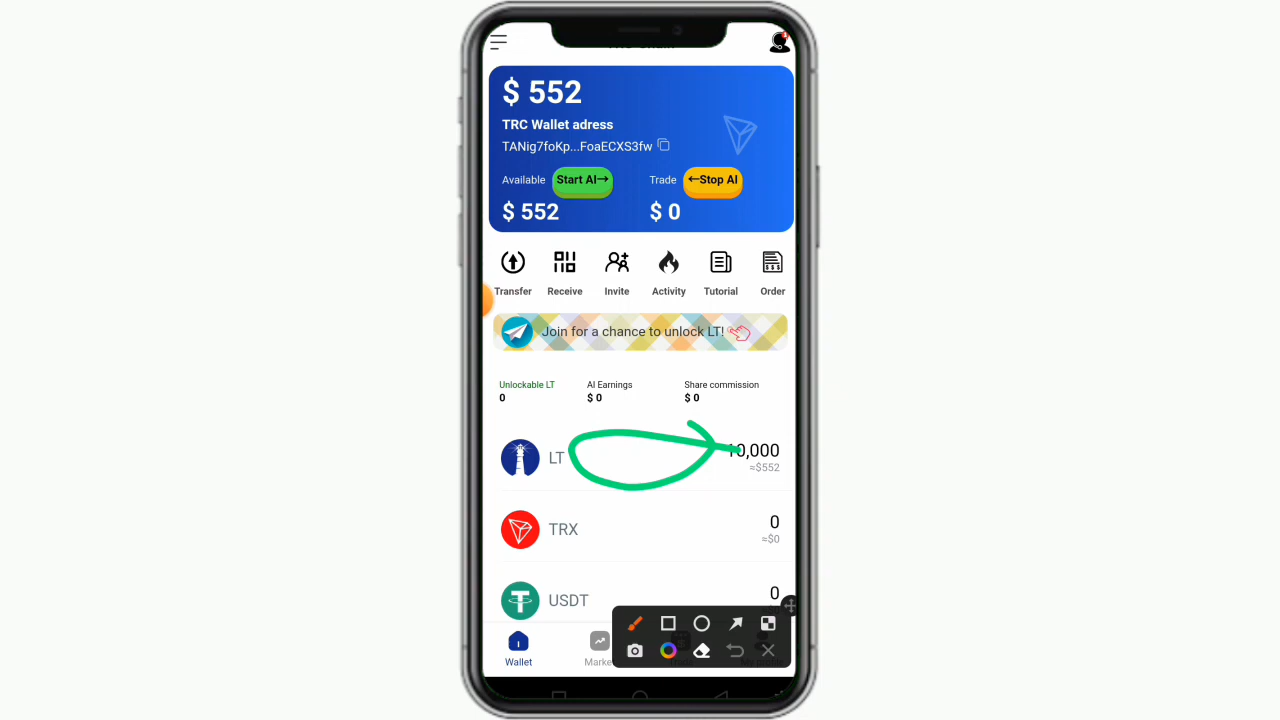 $ 552
TRC Wallet adress
TANig7foKp...FoaECXS3fw
Available Start AI→ Trade ←Stop AI
$ 552 $ 0
Transfer Receive Invite Activity Tutorial Order
Join for a chance to unlock LT!
Unlockable LT AI Earnings Share commission
0 $ 0 $ 0
LT 10,000
≈$552
TRX 0
≈$0
USDT 0
Wallet